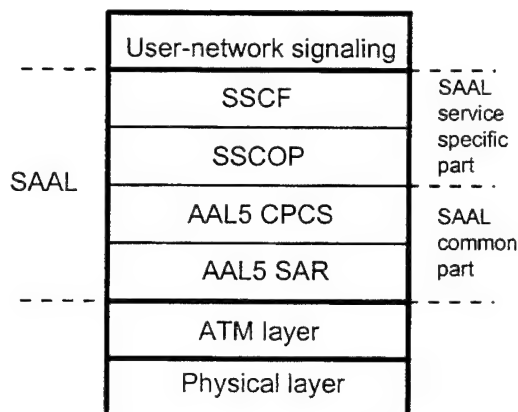 User-network signaling
SSCF
SSCOP
AAL5 CPCS
AAL5 SAR
ATM layer
Physical layer
SAAL
SAAL
service
specific
part
SAAL
common
part